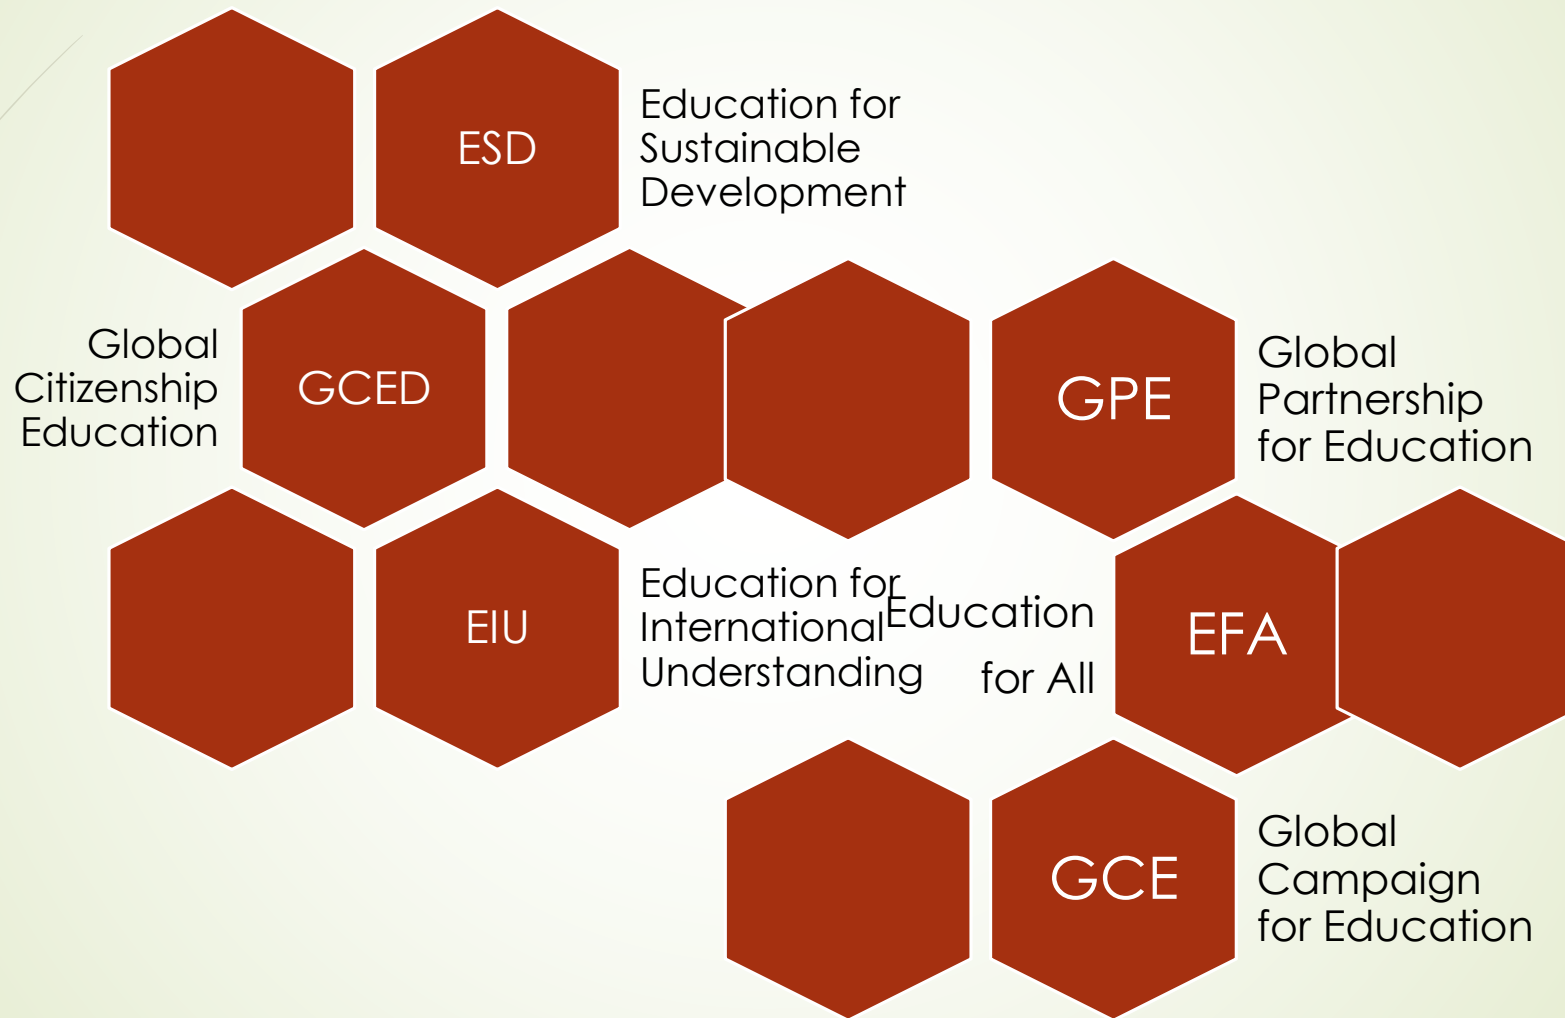 ESD
Education for
Sustainable
Development
Global
Citizenship
Education
GCED
GPE
Global
Partnership
for Education
EIU
Education for
International
Understanding
Education
for All
EFA
GCE
Global
Campaign
for Education